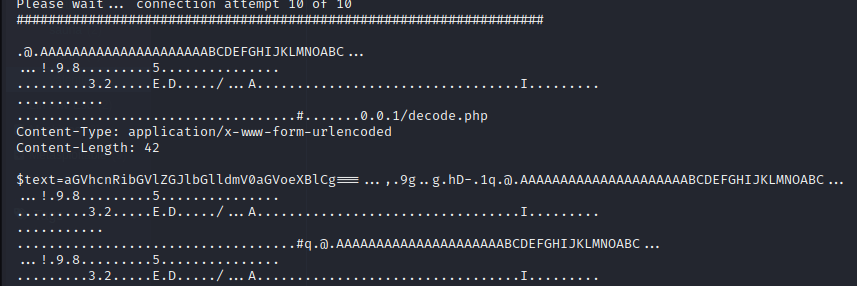 Please wait... connection attempt 10 of 10
##################################################################
.@.AAAAAAAAAAAAAAAAAAAAABCDEFGHIJKLMNOABC...
...!.9.8.........5...............
.........3.2.....E.D...../...A.................................I.........
...........
...................................#.......0.0.1/decode.php
Content-Type: application/x-www-form-urlencoded
Content-Length: 42
$text=aGVhcnRibGVlZGJlbGlldmV0aGVoeXBlCg===...,.9g..g.hD-.1q.@.AAAAAAAAAAAAAAAAAAAAABCDEFGHIJKLMNOABC...
...!.9.8.........5...............
.........3.2.....E.D...../...A.................................I.........
...........
...................................#q.@.AAAAAAAAAAAAAAAAAAAAABCDEFGHIJKLMNOABC...
...!.9.8.........5...............
.........3.2.....E.D...../...A.................................I.........